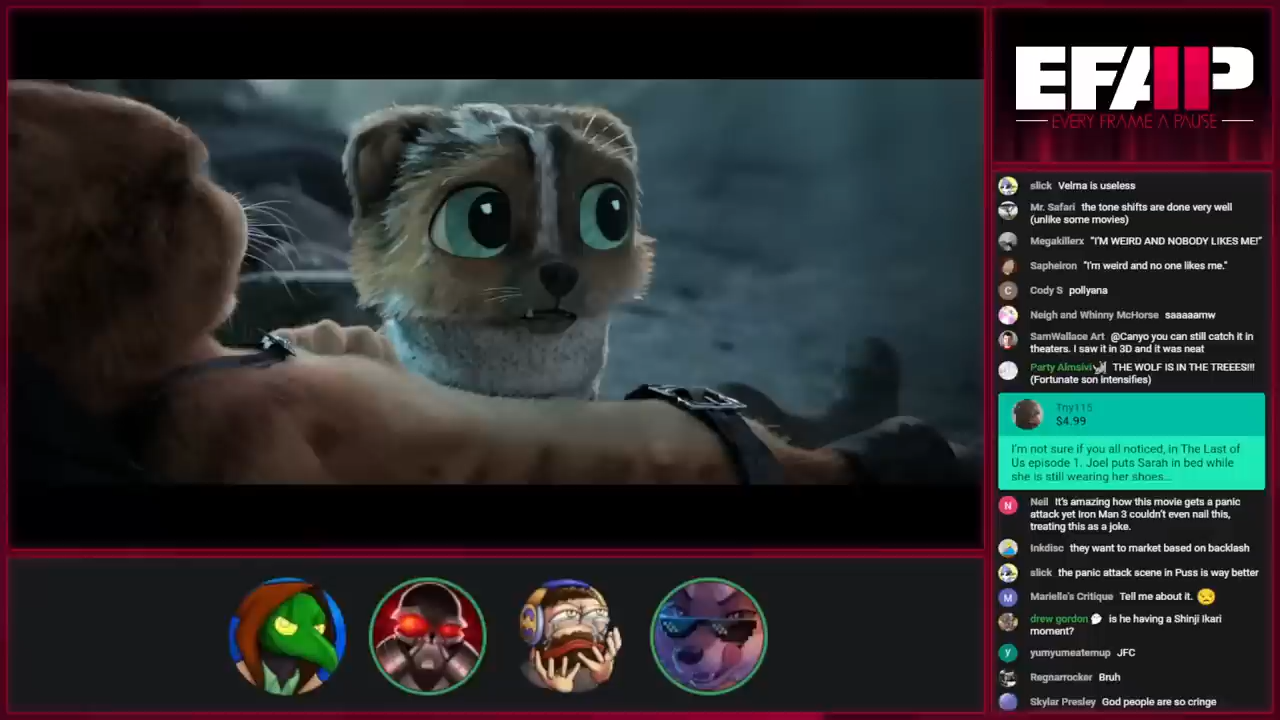 EFAP
EVERY FRAME A PAUSE
slick Velma is useless
Mr. Safari the tone shifts are done very well
(unlike some movies)
Megakillerx "I'M WEIRD AND NOBODY LIKES ME!"
Sapheiron "I'm weird and no one likes me."
Cody S pollyana
Neigh and Whinny McHorse saaaaamw
SamWallace Art @Canyo you can still catch it in
theaters. I saw it in 3D and it was neat
Party Almsivi THE WOLF IS IN THE TREEES!!!
(Fortunate son intensifies)
Tny115
$4.99
I'm not sure if you all noticed, in The Last of
Us episode 1. Joel puts Sarah in bed while
she is still wearing her shoes...
N Neil It's amazing how this movie gets a panic
attack yet Iron Man 3 couldn't even nail this,
treating this as a joke.
Inkdisc they want to market based on backlash
slick the panic attack scene in Puss is way better
M Marielle's Critique Tell me about it.
drew gordon is he having a Shinji Ikari
moment?
y yumyumeatemup JFC
Regnarrocker Bruh
Skylar Presley God people are so cringe